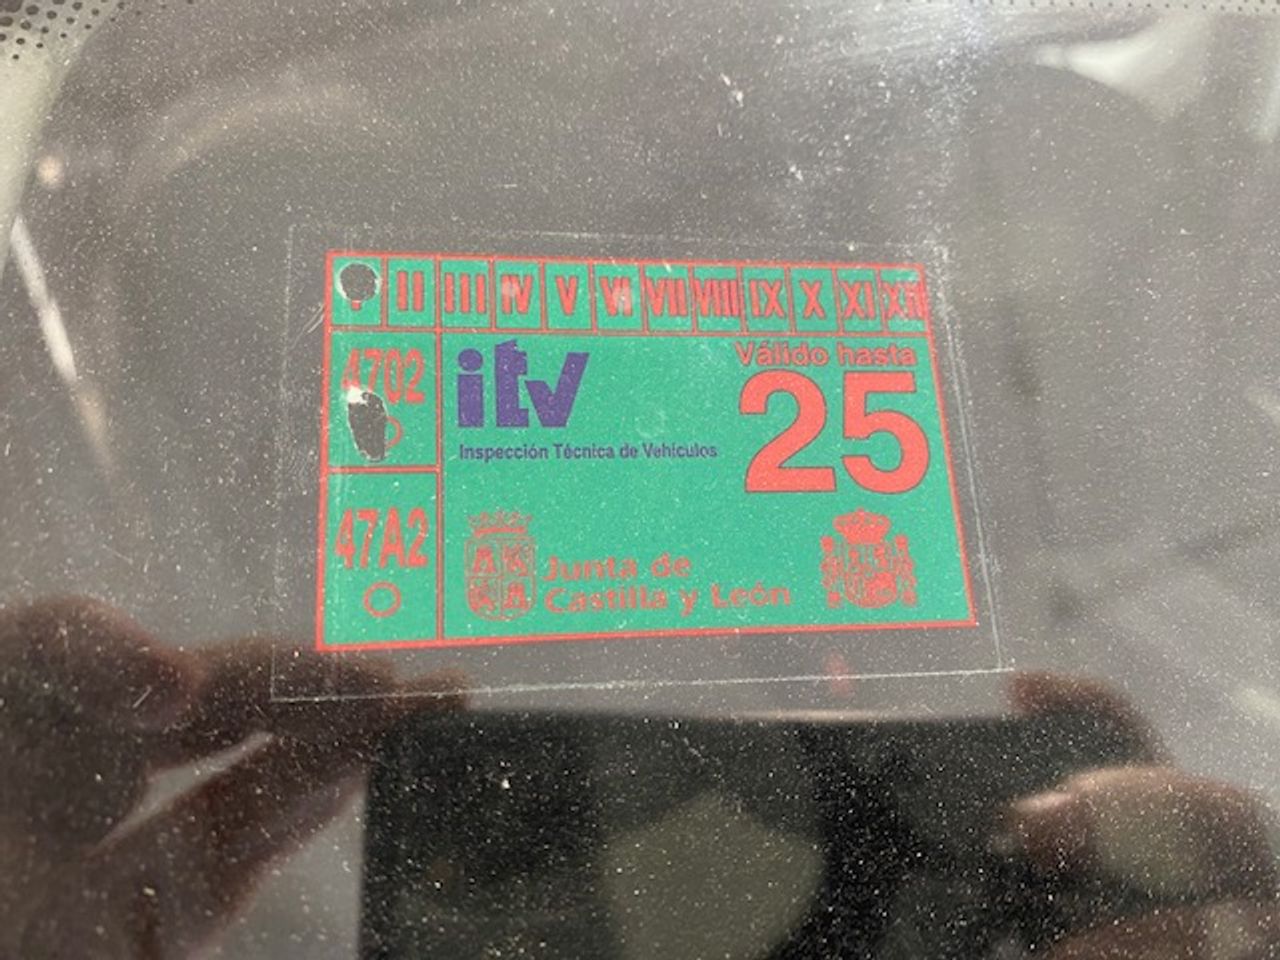 I II III IV V VI VII VIII IX X XI XII
4702
itv
Válido hasta
25
Inspección Técnica de Vehículos
47A2
Junta de
Castilla y León